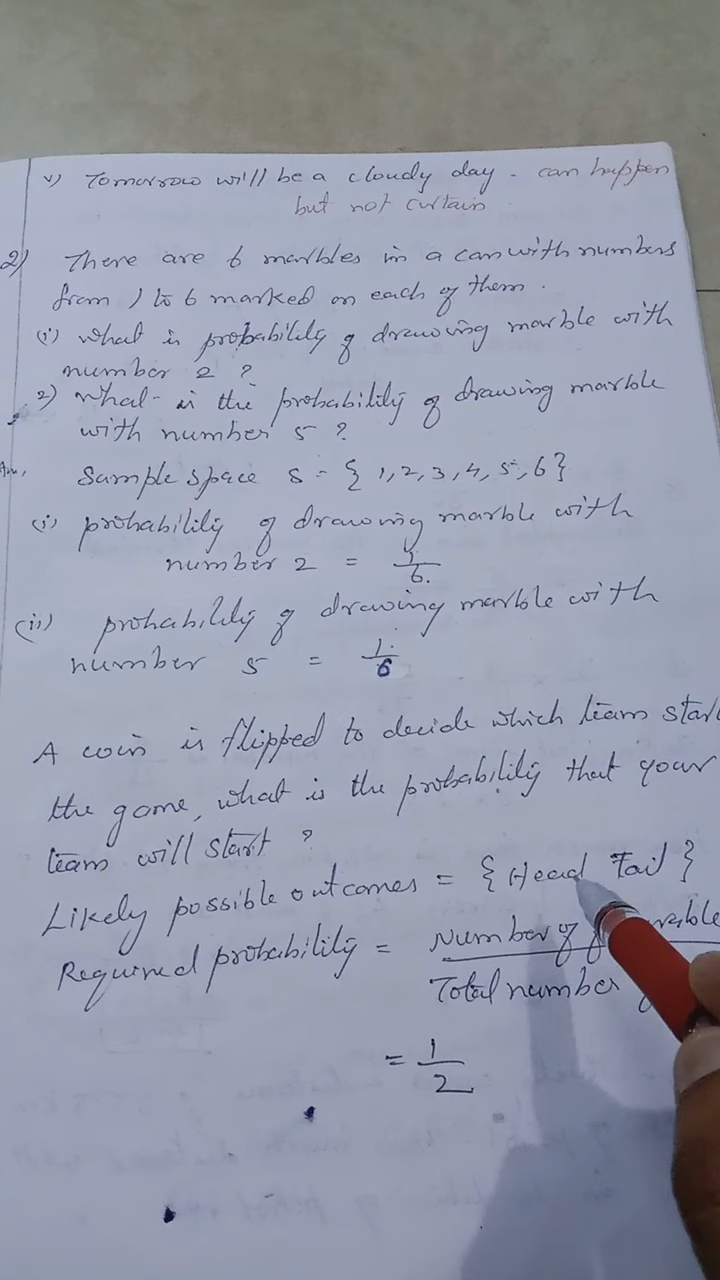 v) Tomorrow will be a cloudy day - can happen
but not curtain
2) There are 6 marbles in a can with numbers
from 1 to 6 marked on each of them.
(i) what is probability of drawing marble with
number 2 ?
2) what is the probability of drawing marble
with number 5 ?
Ans, Sample space S = { 1, 2, 3, 4, 5, 6 }
(i) probability of drawing marble with
number 2 = 1/6.
(ii) probability of drawing marble with
number 5 = 1/6
A coin is flipped to decide which team start
the game, what is the probability that your
team will start ?
Likely possible outcomes = { Head Tail }
Required probability = Number of
Total number
= 1/2